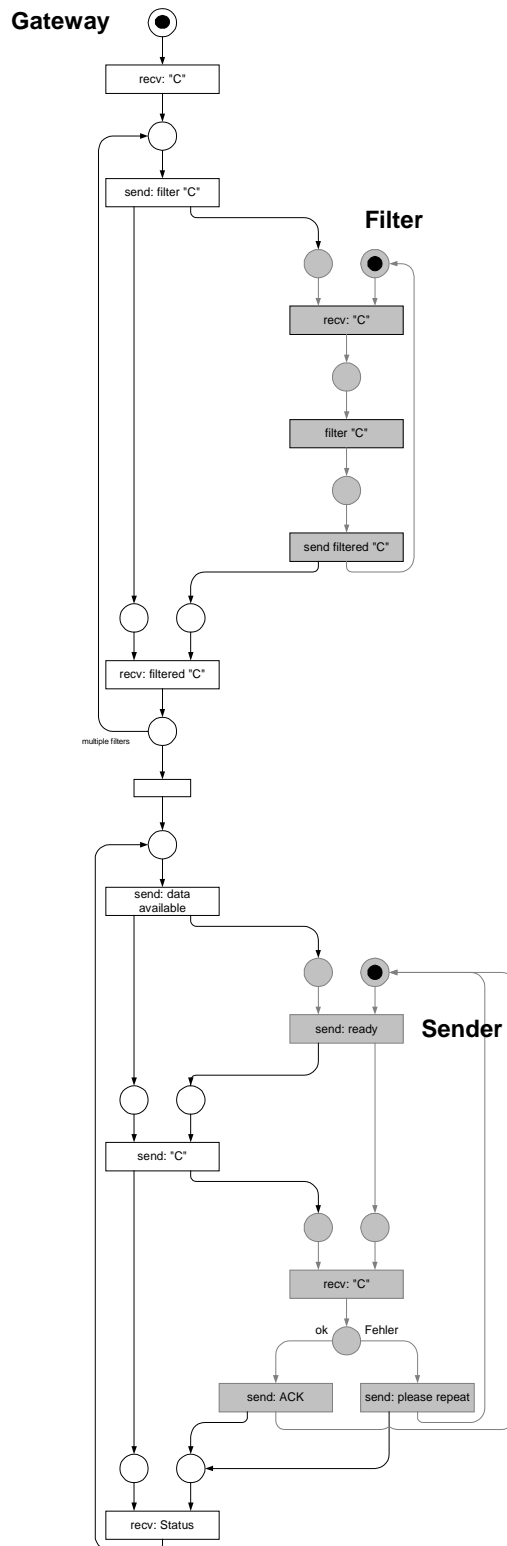 Gateway
recv: "C"
send: filter "C"
Filter
recv: "C"
filter "C"
send filtered "C"
recv: filtered "C"
multiple filters
send: data
available
send: ready
Sender
send: "C"
recv: "C"
ok
Fehler
send: ACK
send: please repeat
recv: Status